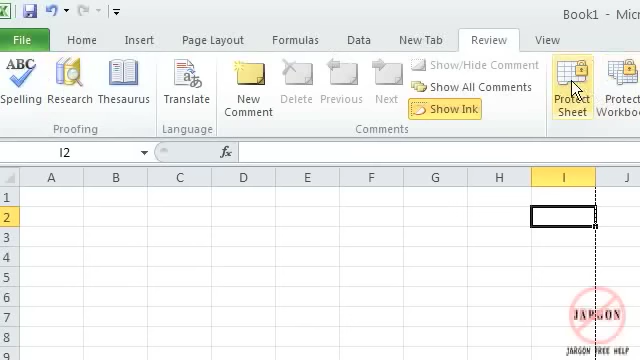 Book1 - Mic
File Home Insert Page Layout Formulas Data New Tab Review View
ABC
Spelling Research Thesaurus Translate New Comment Delete Previous Next Show/Hide Comment
Show All Comments
Show Ink
Protect Sheet Protect Workboo
Proofing Language Comments
I2 fx
A B C D E F G H I J
1
2
3
4
5
6
7
8
JARGON
JARGON FREE HELP